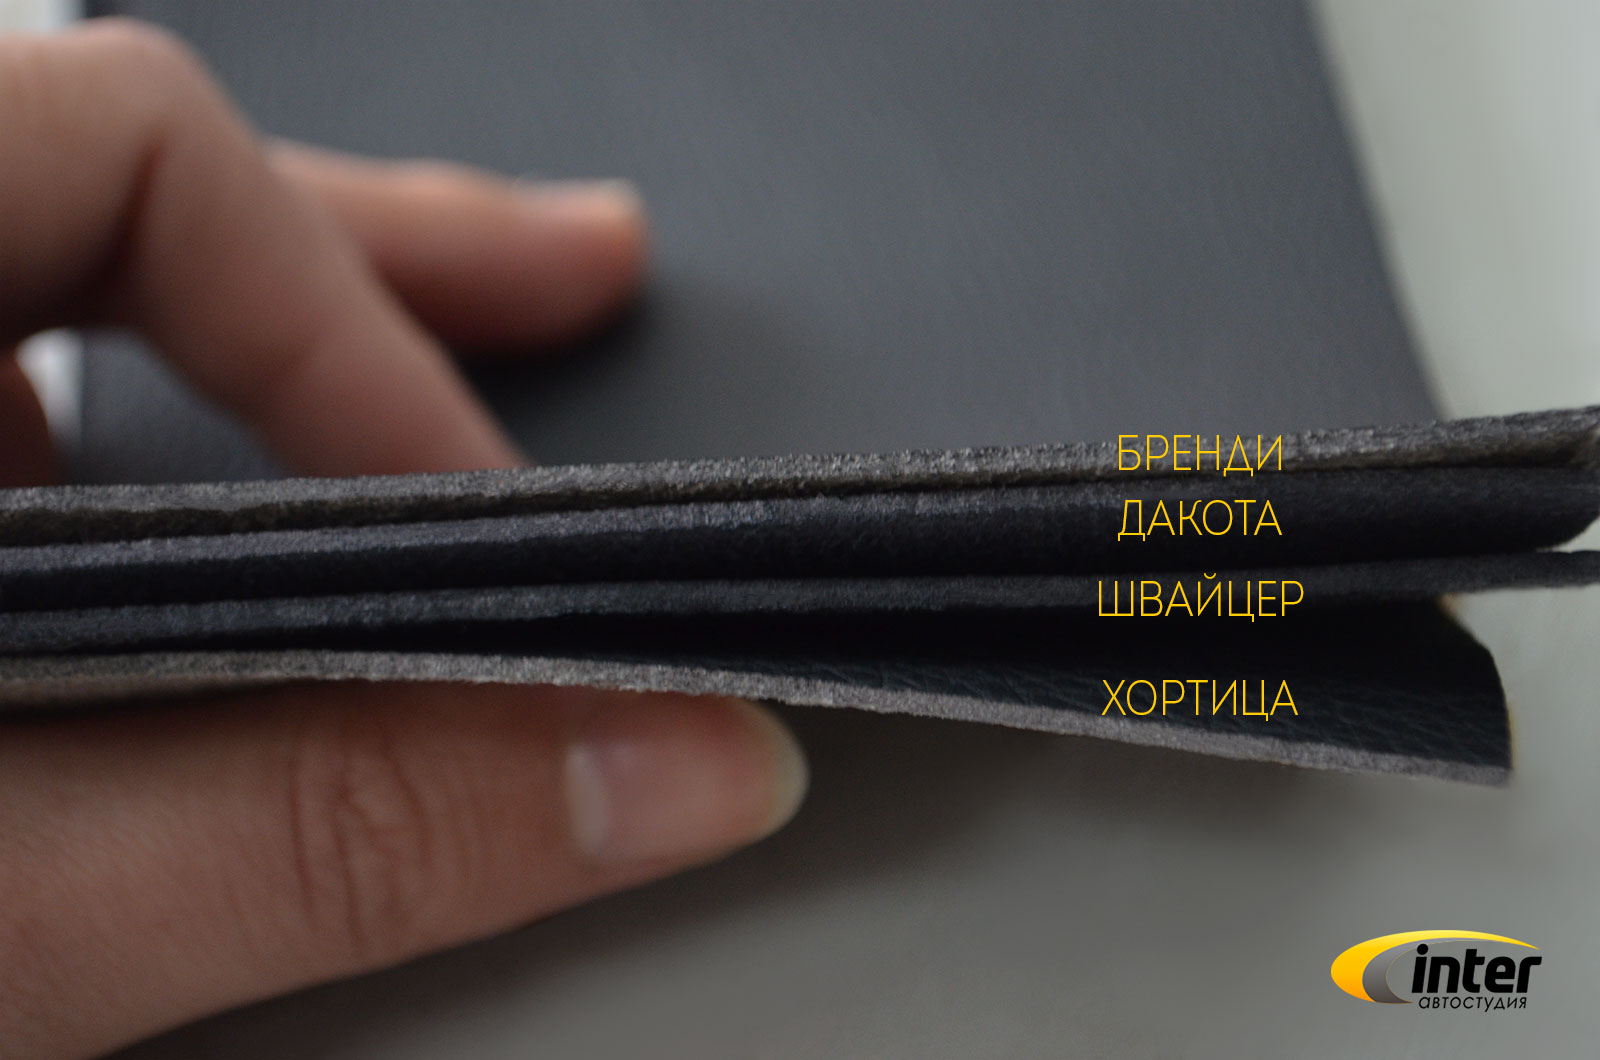 БРЕНДИ
ДАКОТА
ШВАЙЦЕР
ХОРТИЦА
inter
автостудия